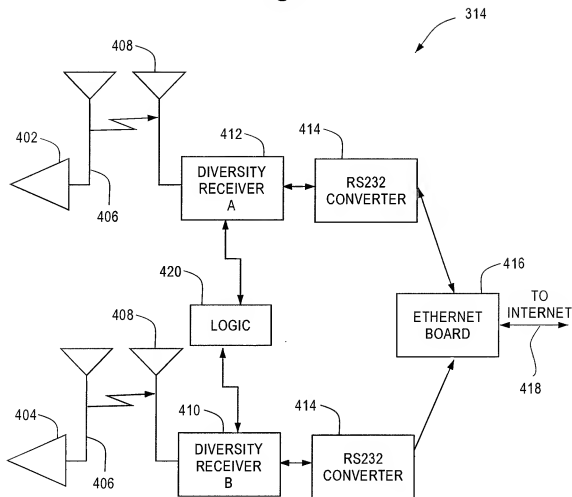 314
408
402
412
414
DIVERSITY
RECEIVER
A
RS232
CONVERTER
406
420
416
LOGIC
ETHERNET
BOARD
TO
INTERNET
418
408
404
410
414
DIVERSITY
RECEIVER
B
RS232
CONVERTER
406